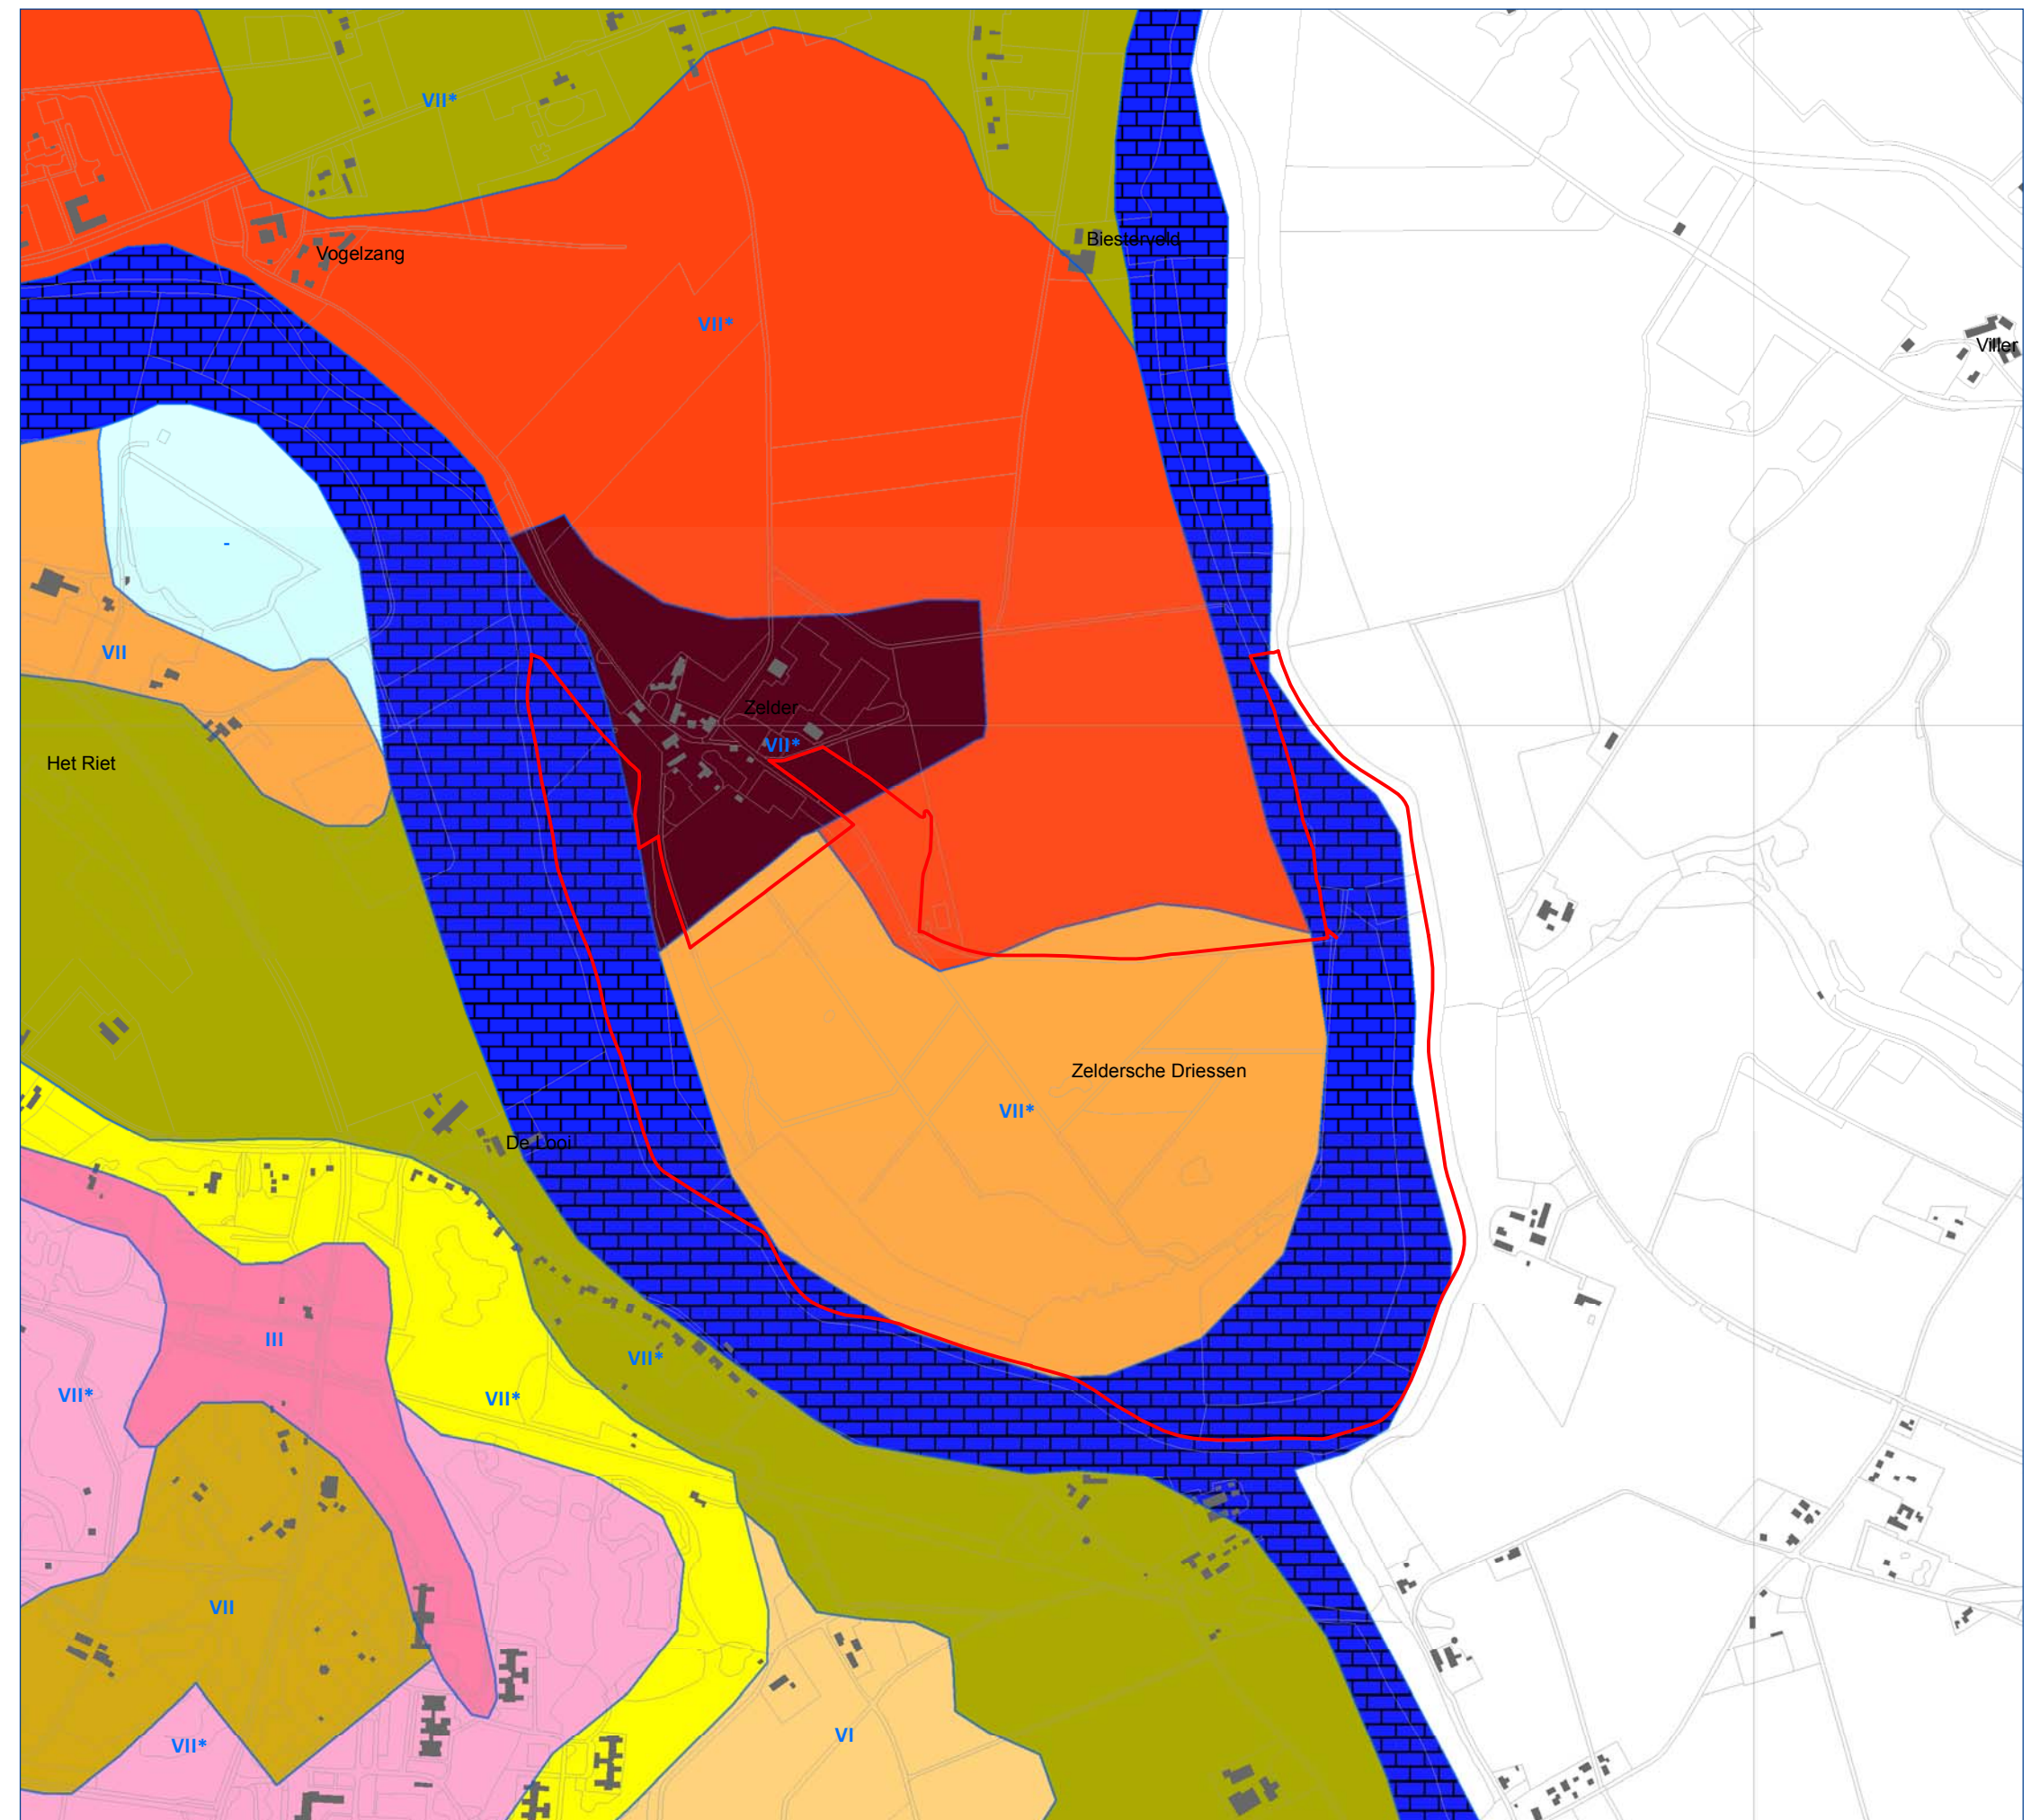 VII*
Biesterveld
Vogelzang
VII*
Viller
-
VII
Zelder
VII*
Het Riet
Zeldersche Driessen
VII*
De Looi
III
VII*
VII*
VII*
VII
VI
VII*